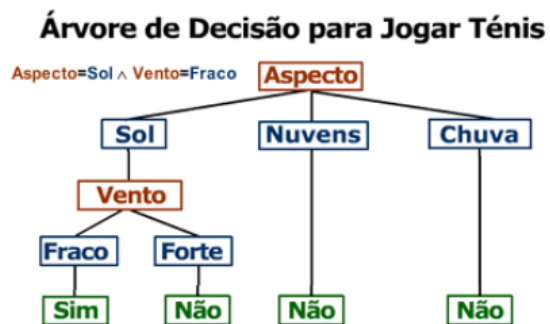 Árvore de Decisão para Jogar Ténis
Aspecto=Sol ∧ Vento=Fraco
Aspecto
Sol Nuvens Chuva
Vento
Fraco Forte
Sim Não Não Não